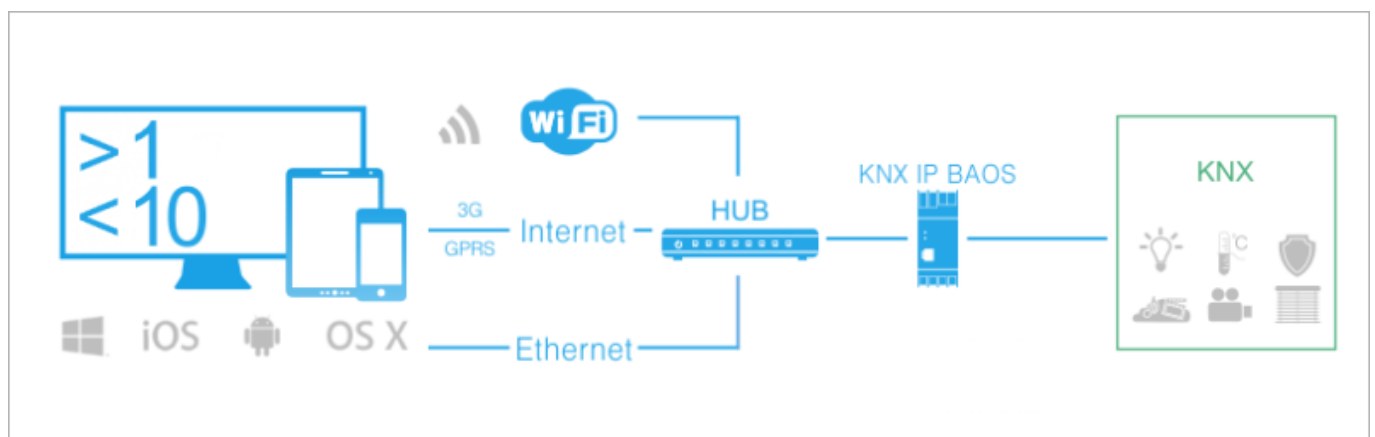 > 1
< 10
WiFi
3G
GPRS
Internet
Ethernet
HUB
KNX IP BAOS
KNX
°C
iOS
OS X